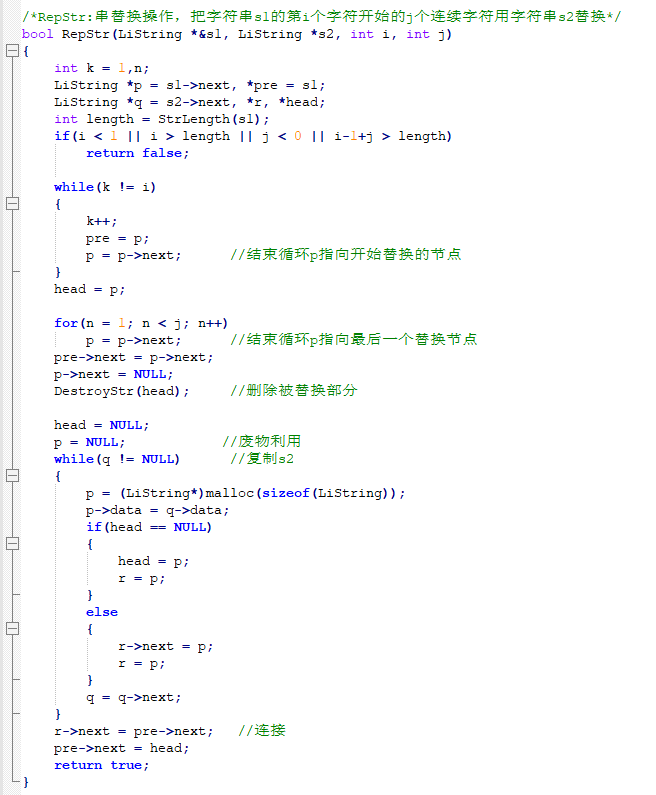 /*RepStr:串替换操作，把字符串s1的第i个字符开始的j个连续字符用字符串s2替换*/
bool RepStr(LiString *&s1, LiString *s2, int i, int j)
{
    int k = 1,n;
    LiString *p = s1->next, *pre = s1;
    LiString *q = s2->next, *r, *head;
    int length = StrLength(s1);
    if(i < 1 || i > length || j < 0 || i-1+j > length)
        return false;
    while(k != i)
    {
        k++;
        pre = p;
        p = p->next;      //结束循环p指向开始替换的节点
    }
    head = p;
    for(n = 1; n < j; n++)
        p = p->next;      //结束循环p指向最后一个替换节点
    pre->next = p->next;
    p->next = NULL;
    DestroyStr(head);     //删除被替换部分
    head = NULL;
    p = NULL;            //废物利用
    while(q != NULL)      //复制s2
    {
        p = (LiString*)malloc(sizeof(LiString));
        p->data = q->data;
        if(head == NULL)
        {
            head = p;
            r = p;
        }
        else
        {
            r->next = p;
            r = p;
        }
        q = q->next;
    }
    r->next = pre->next;   //连接
    pre->next = head;
    return true;
}